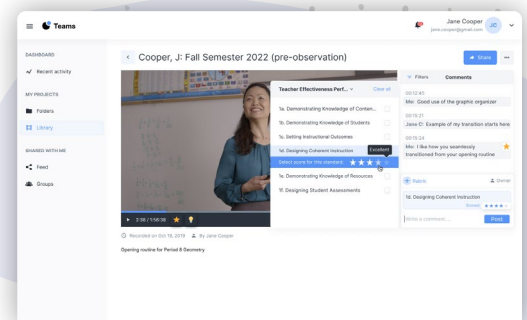 Teams
Jane Cooper
jane.cooper@gmail.com
JC
DASHBOARD
Recent activity
MY PROJECTS
Folders
Library
SHARED WITH ME
Feed
Groups
Cooper, J: Fall Semester 2022 (pre-observation)
Share
Teacher Effectiveness Perf...
Clear all
1a. Demonstrating Knowledge of Conten...
1b. Demonstrating Knowledge of Students
1c. Setting Instructional Outcomes
1d. Designing Coherent Instruction
Excellent
Select score for this standard:
1e. Demonstrating Knowledge of Resources
1f. Designing Student Assessments
Filters
Comments
00:12:40
Me: Good use of the graphic organizer
00:15:21
Jess C: Example of my transition starts here
Me: I like how you seamlessly
transitioned from your opening routine
Rubric
Owner
1d. Designing Coherent Instruction
Write a comment...
Post
Recorded on Oct 19, 2019
By Jane Cooper
Opening routine for Period 8 Geometry